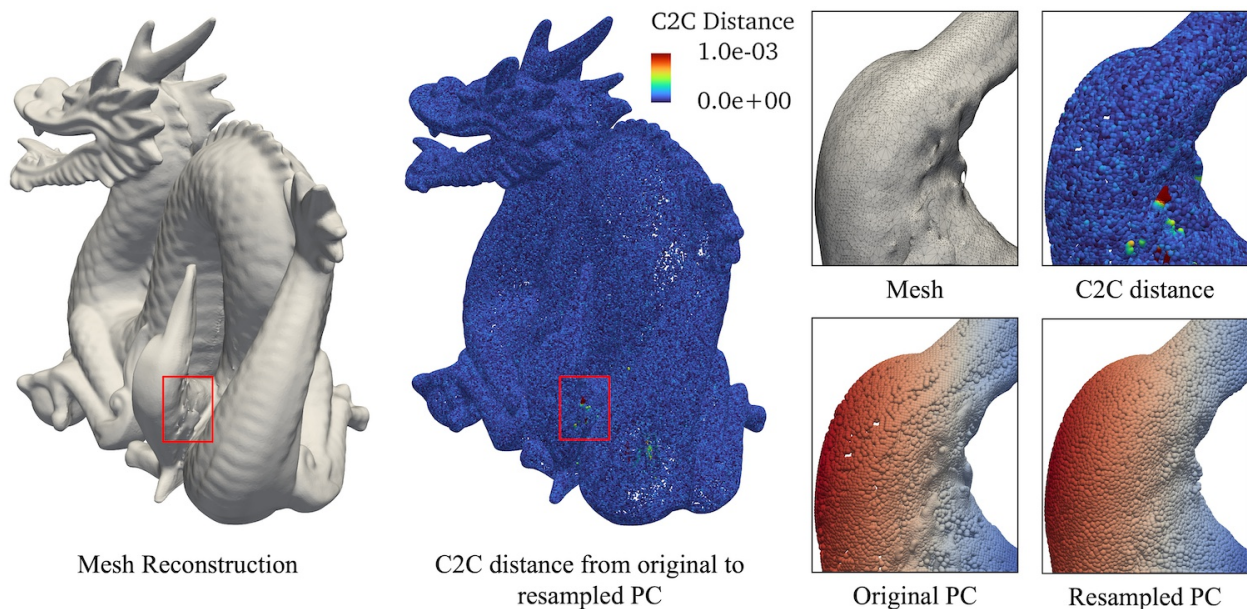 C2C Distance
1.0e-03
0.0e+00
Mesh
C2C distance
Mesh Reconstruction
C2C distance from original to
resampled PC
Original PC
Resampled PC